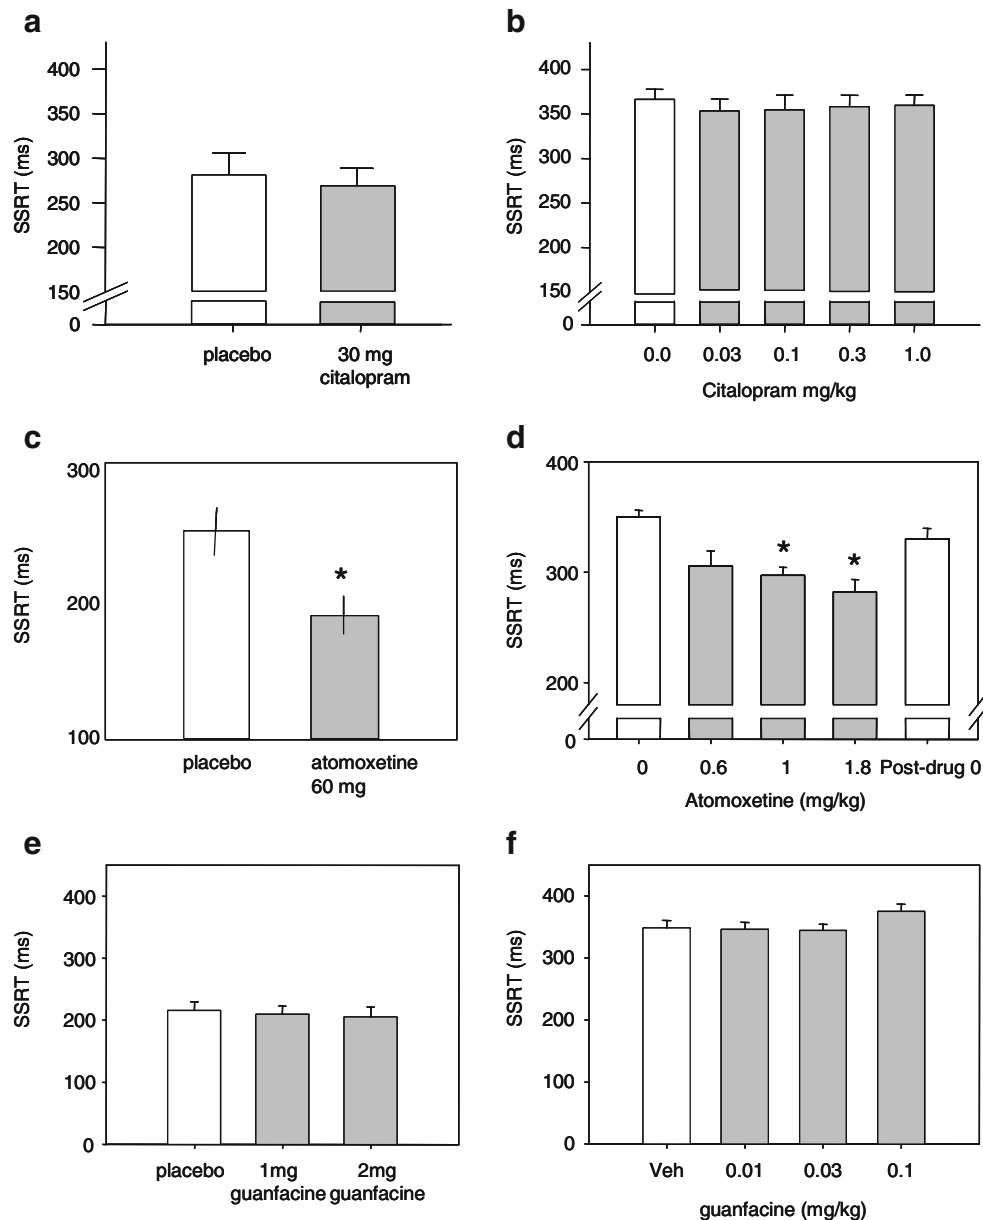 a
SSRT (ms)
400
350
300
250
200
150
0
placebo
30 mg
citalopram
b
SSRT (ms)
400
350
300
250
200
150
0
0.0 0.03 0.1 0.3 1.0
Citalopram mg/kg
c
SSRT (ms)
300
200
100
*
placebo
atomoxetine
60 mg
d
SSRT (ms)
400
300
200
0
* *
0 0.6 1 1.8 Post-drug 0
Atomoxetine (mg/kg)
e
SSRT (ms)
400
300
200
100
0
placebo 1mg 2mg
guanfacine guanfacine
f
SSRT (ms)
400
300
200
100
0
Veh 0.01 0.03 0.1
guanfacine (mg/kg)